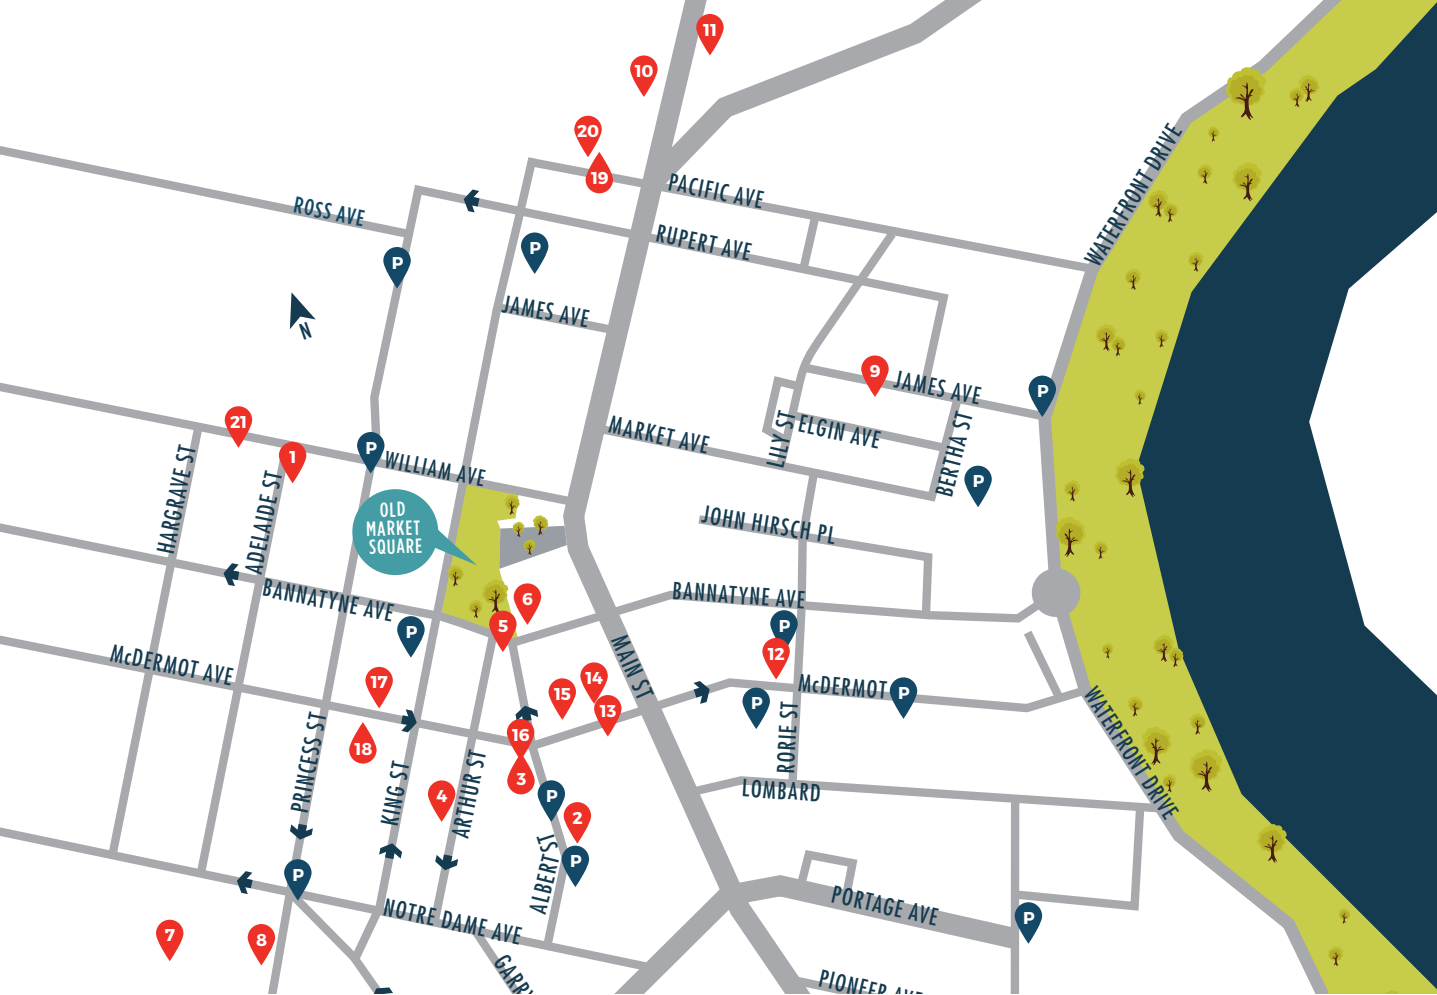 11
10
20
19
PACIFIC AVE
WATERFRONT DRIVE
ROSS AVE
RUPERT AVE
P
P
JAMES AVE
N
9
JAMES AVE
P
21
1
P
WILLIAM AVE
MARKET AVE
LILY ST
ELGIN AVE
BERTHA ST
P
HARGRAVE ST
ADELAIDE ST
OLD
MARKET
SQUARE
JOHN HIRSCH PL
BANNATYNE AVE
BANNATYNE AVE
6
5
P
P
12
McDERMOT AVE
MAIN ST
17
15
14
13
McDERMOT
P
P
WATERFRONT DRIVE
18
16
3
PRINCESS ST
KING ST
ARTHUR ST
RORIE ST
4
P
2
LOMBARD
ALBERT ST
P
P
NOTRE DAME AVE
PORTAGE AVE
P
7
8
GARRY
PIONEER AVE